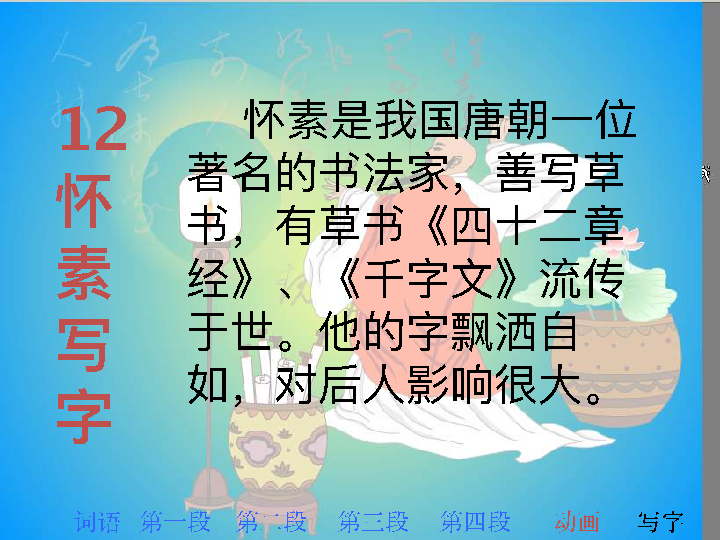 12
怀
素
写
字
怀素是我国唐朝一位
著名的书法家，善写草
书，有草书《四十二章
经》、《千字文》流传
于世。他的字飘洒自
如，对后人影响很大。
词语 第一段 第二段 第三段 第四段 动画 写字